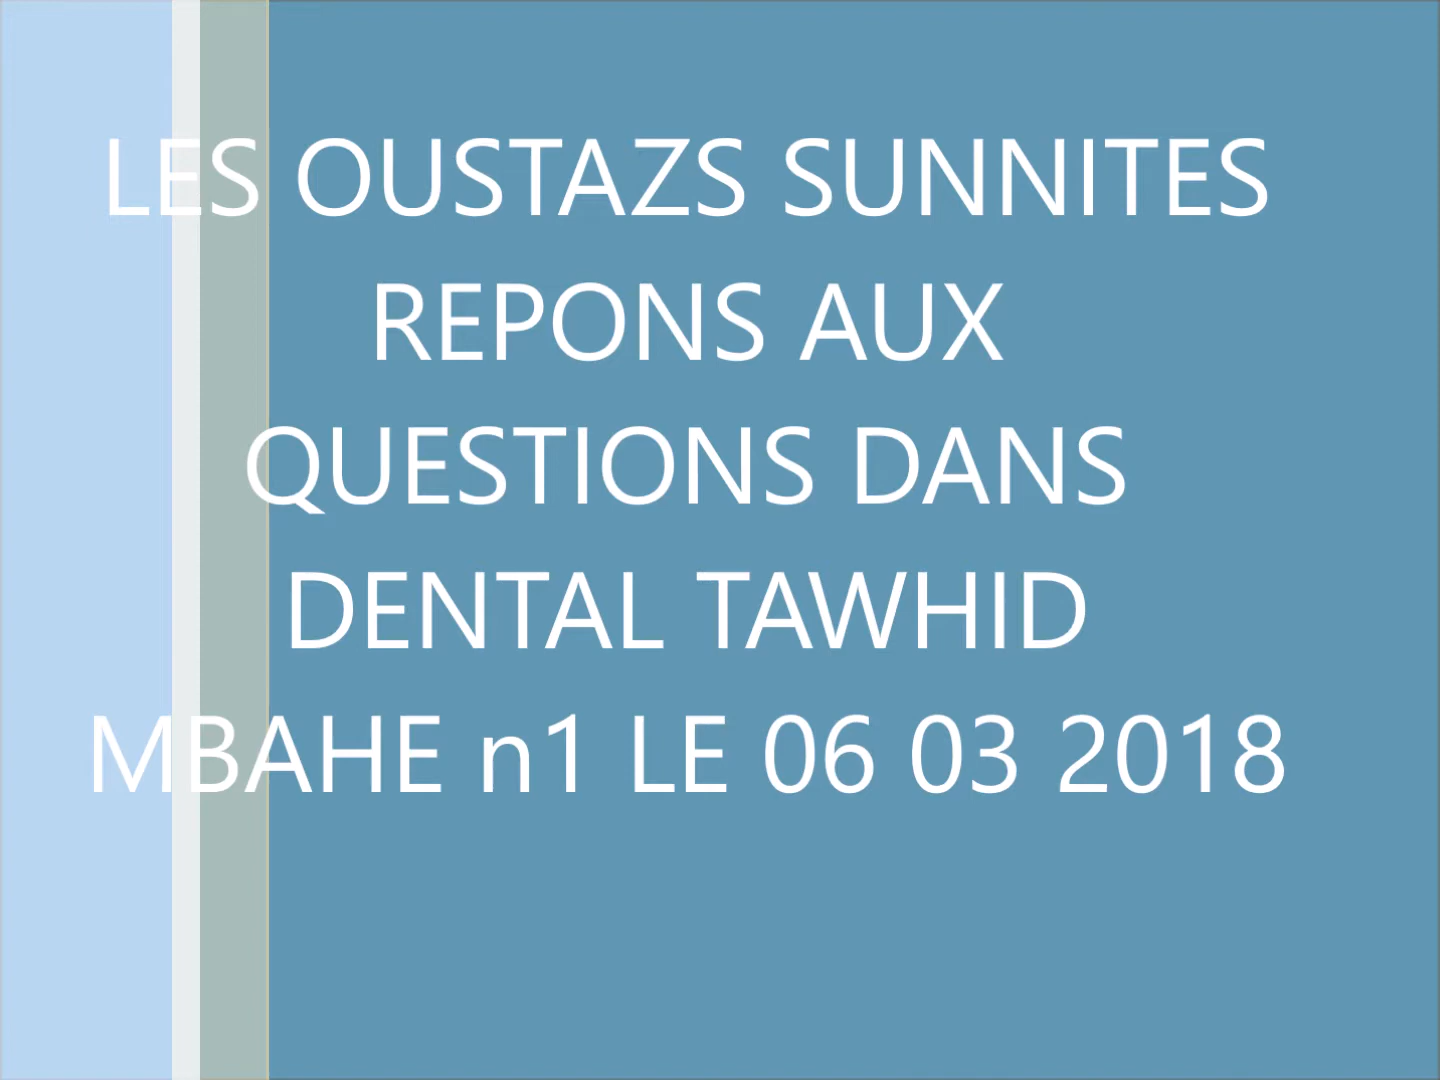 LES OUSTAZS SUNNITES
REPONS AUX
QUESTIONS DANS
DENTAL TAWHID
MBAHE n1 LE 06 03 2018